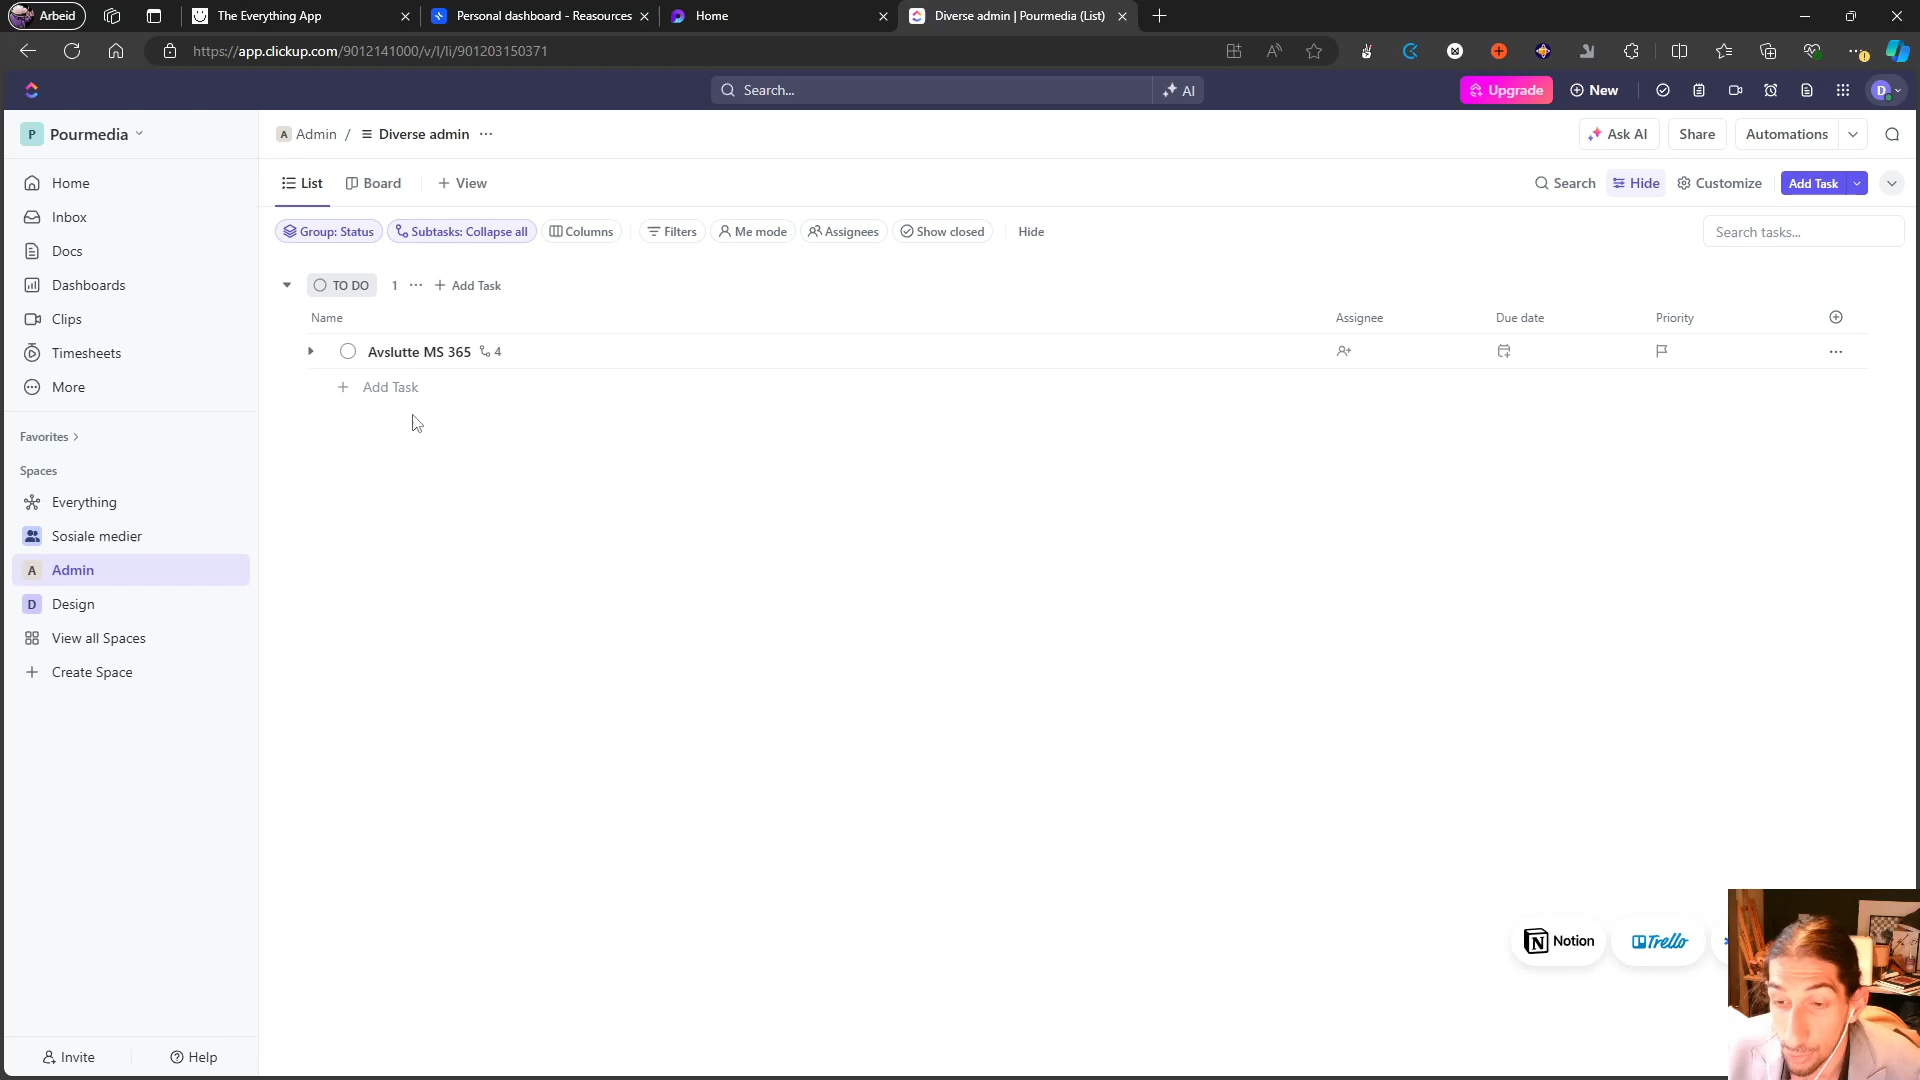 Arbeid
The Everything App
Personal dashboard - Reasources
Home
Diverse admin | Pourmedia (List)
https://app.clickup.com/9012141000/v/l/li/901203150371
Search...
AI
Upgrade
New
D
P Pourmedia
A Admin / Diverse admin
Ask AI
Share
Automations
Home
Inbox
Docs
Dashboards
Clips
Timesheets
More
Favorites
Spaces
Everything
Sosiale medier
A Admin
D Design
View all Spaces
Create Space
Invite
Help
List
Board
View
Search
Hide
Customize
Add Task
Group: Status
Subtasks: Collapse all
Columns
Filters
Me mode
Assignees
Show closed
Hide
Search tasks...
TO DO 1 Add Task
Name Assignee Due date Priority
Avslutte MS 365 4
Add Task
Notion
Trello